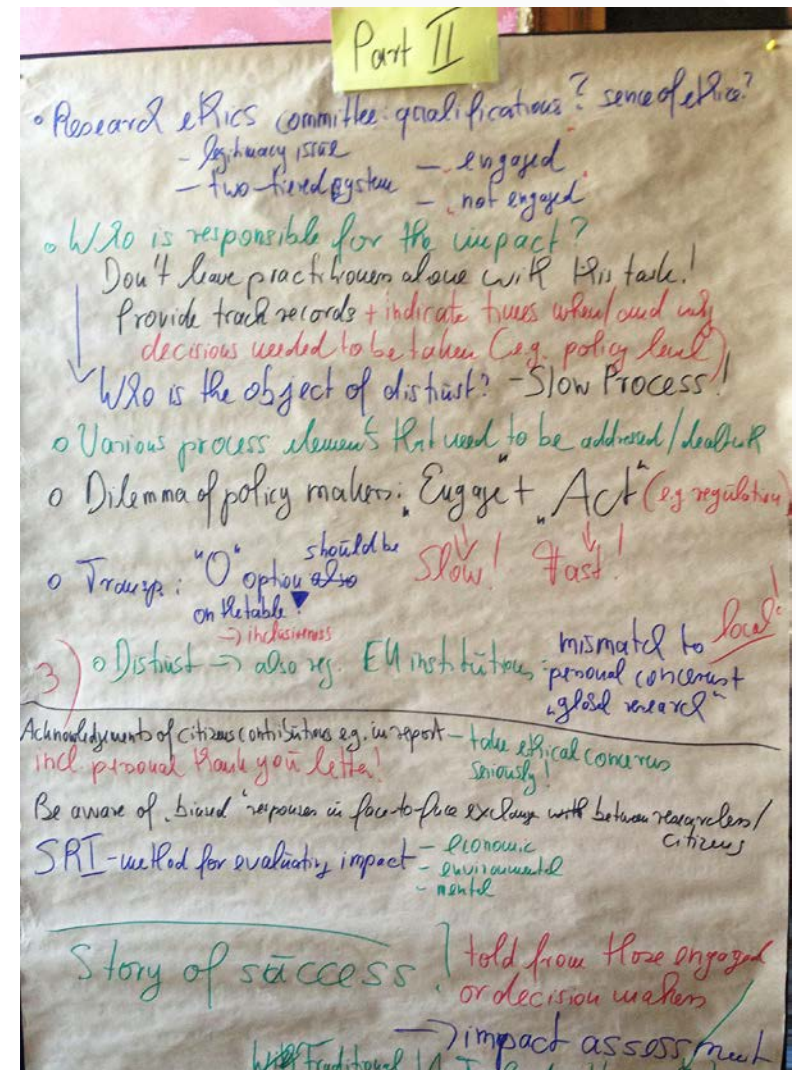 Part II
o Research ethics committee: qualifications? sence of ethics?
- legitimacy issue - engaged
- two-tiered system - not engaged
o Who is responsible for the impact?
Don't leave practitioners alone with this task!
Provide track records + indicate times when/and why
decisions needed to be taken (e.g. policy level)
Who is the object of distrust? - Slow Process!
o Various process elements that need to be addressed/dealt with
o Dilemma of policy makers: "Engage" + "Act" (e.g regulation)
Slow! Fast!
o Transp.: "O" option also should be
on the table!
→ inclusiveness
3) o Distrust → also reg. EU institutions: mismatch to "local"
personal concerns +
"global research"
Acknowledgements of citizens contributions e.g. in report - take ethical concerns
incl. personal thank you letter! seriously!
Be aware of "biased" responses in face-to-face exchange with between researchers/
citizens
SRI-method for evaluating impact - economic
- environmental
- mental
Story of success! told from those engaged
or decision makers
→ impact assessment
Traditional